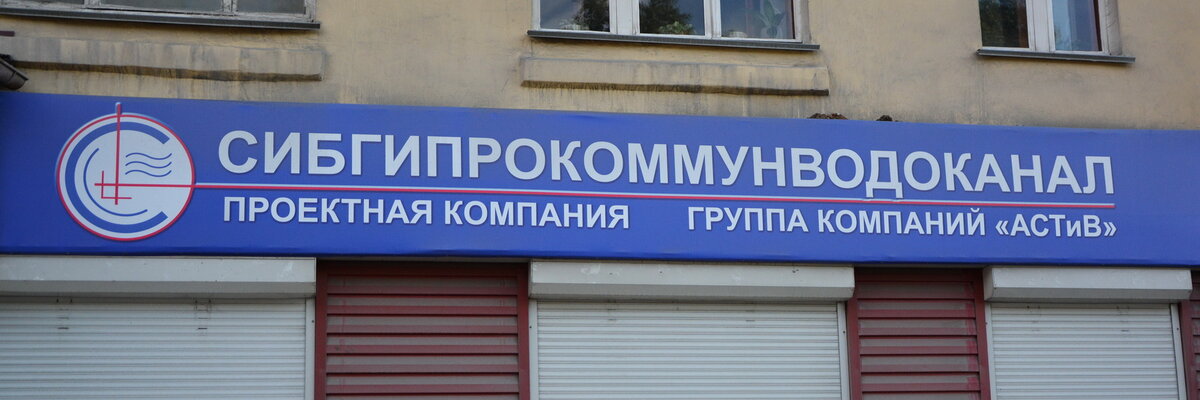 СИБГИПРОКОММУНВОДОКАНАЛ
ПРОЕКТНАЯ КОМПАНИЯ ГРУППА КОМПАНИЙ «АСТиВ»